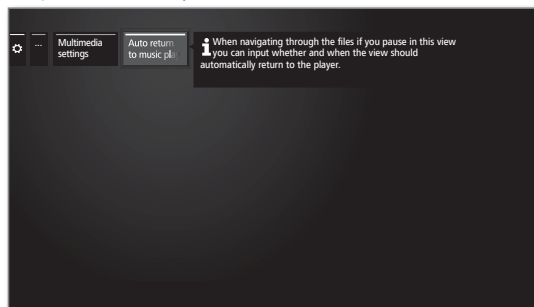 ...
Multimedia
settings
Auto return
to music pla
i When navigating through the files if you pause in this view
you can input whether and when the view should
automatically return to the player.